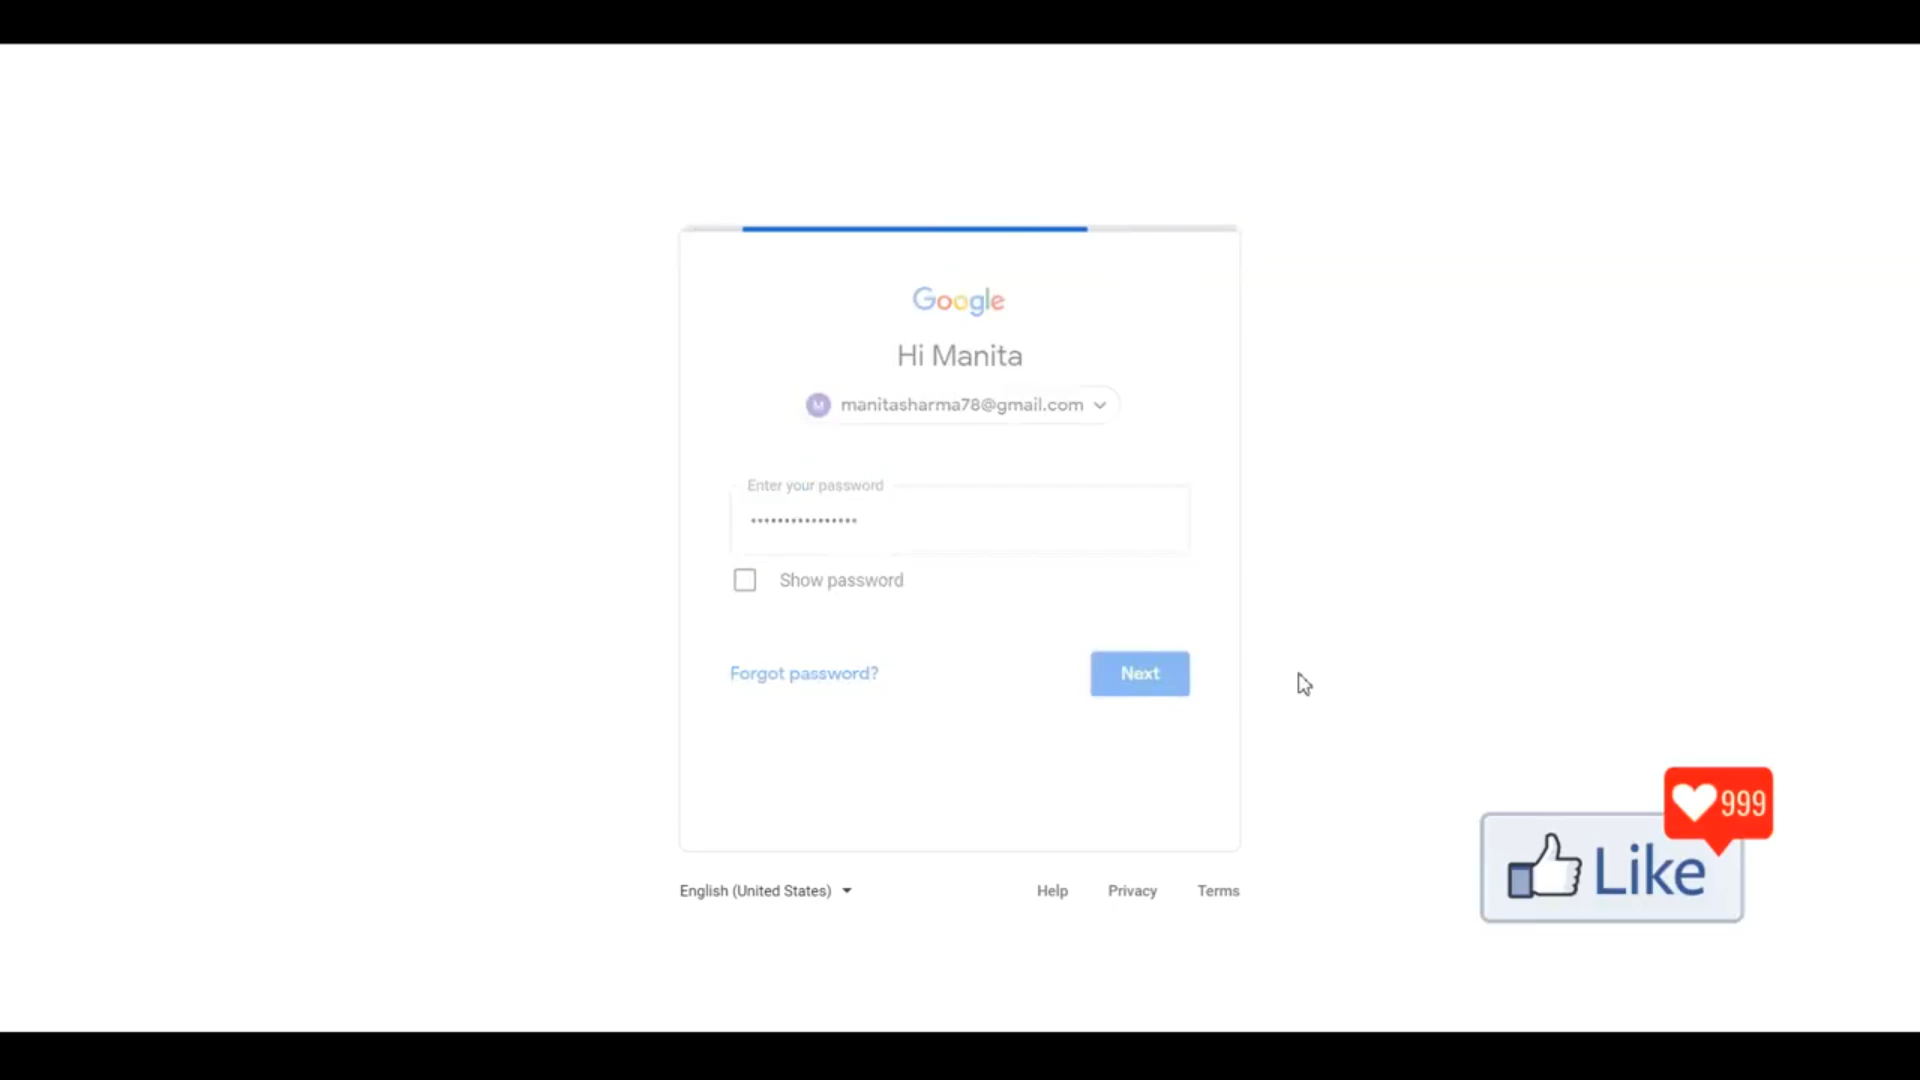 Google
Hi Manita
M manitasharma78@gmail.com
Enter your password
••••••••••••••••
Show password
Forgot password?
Next
English (United States)
Help Privacy Terms
999
Like